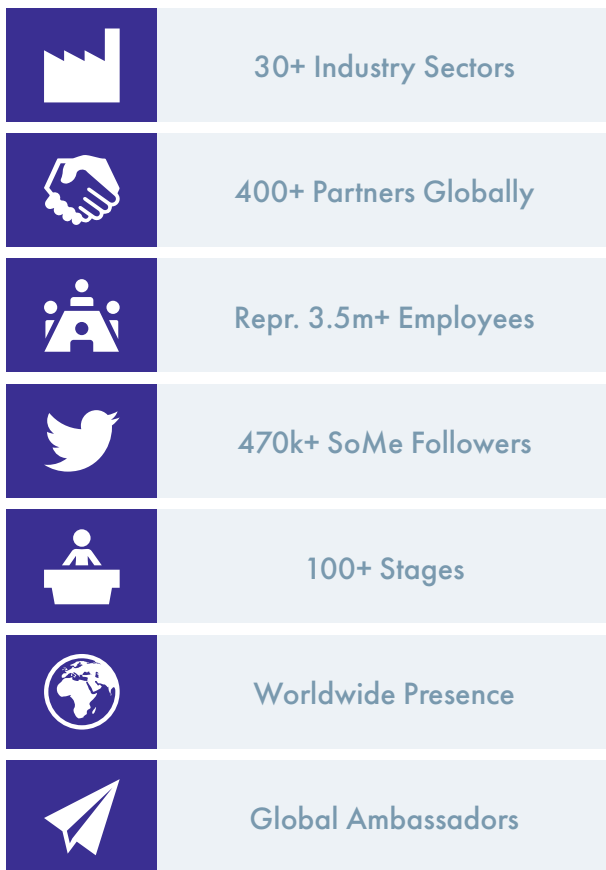 30+ Industry Sectors
400+ Partners Globally
Repr. 3.5m+ Employees
470k+ SoMe Followers
100+ Stages
Worldwide Presence
Global Ambassadors